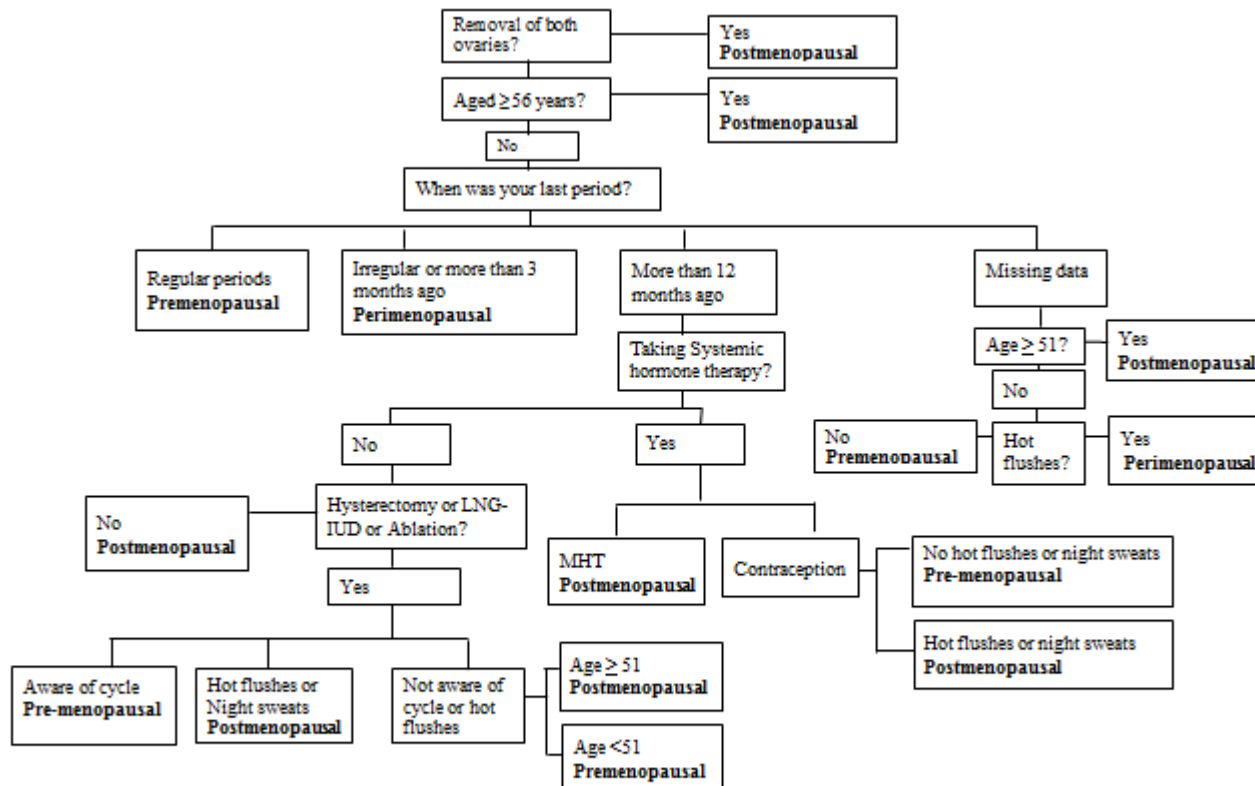 Removal of both
ovaries?
Yes
Postmenopausal
Aged ≥56 years?
Yes
Postmenopausal
No
When was your last period?
Regular periods
Premenopausal
Irregular or more than 3
months ago
Perimenopausal
More than 12
months ago
Missing data
Taking Systemic
hormone therapy?
Age ≥ 51?
Yes
Postmenopausal
No
No
Yes
No
Premenopausal
Hot
flushes?
Yes
Perimenopausal
No
Postmenopausal
Hysterectomy or LNG-
IUD or Ablation?
MHT
Postmenopausal
Contraception
No hot flushes or night sweats
Pre-menopausal
Yes
Hot flushes or night sweats
Postmenopausal
Aware of cycle
Pre-menopausal
Hot flushes or
Night sweats
Postmenopausal
Not aware of
cycle or hot
flushes
Age ≥ 51
Postmenopausal
Age <51
Premenopausal